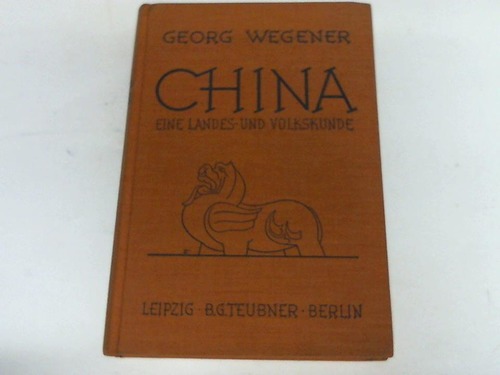 GEORG WEGENER
CHINA
EINE LANDES- UND VOLKSKUNDE
LEIPZIG · B.G.TEUBNER · BERLIN